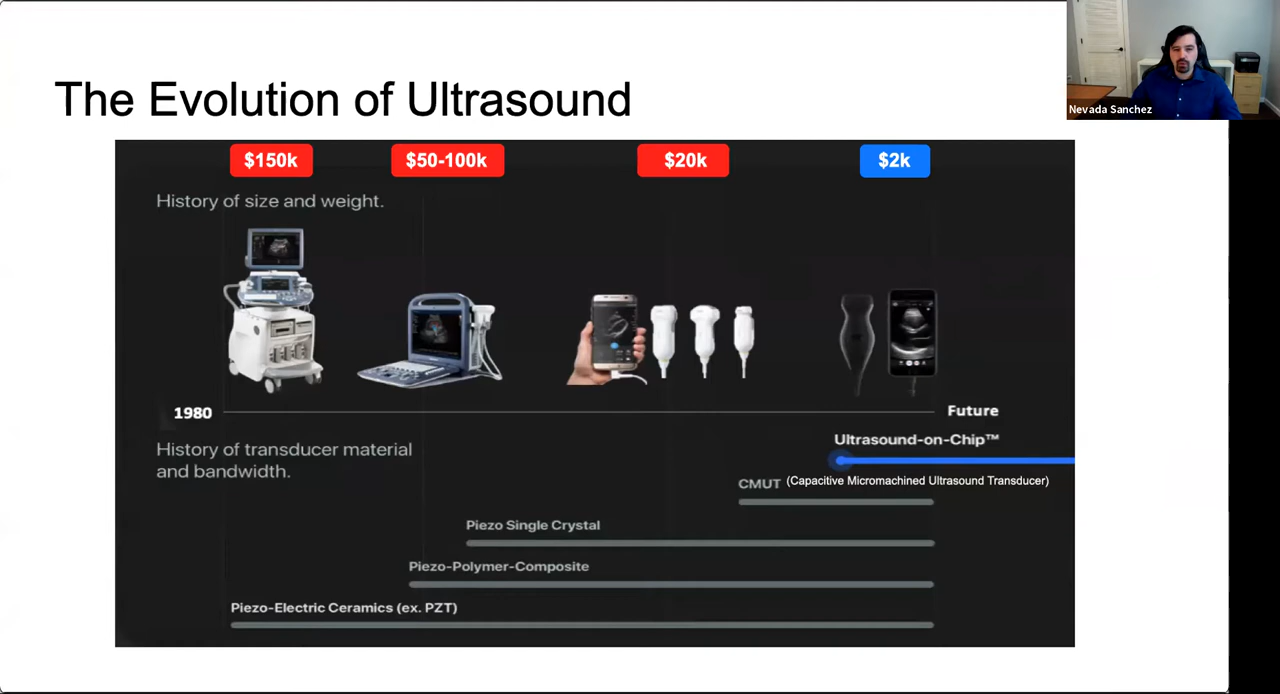 Nevada Sanchez
The Evolution of Ultrasound
$150k
$50-100k
$20k
$2k
History of size and weight.
1980
Future
History of transducer material
and bandwidth.
Ultrasound-on-Chip™
CMUT (Capacitive Micromachined Ultrasound Transducer)
Piezo Single Crystal
Piezo-Polymer-Composite
Piezo-Electric Ceramics (ex. PZT)